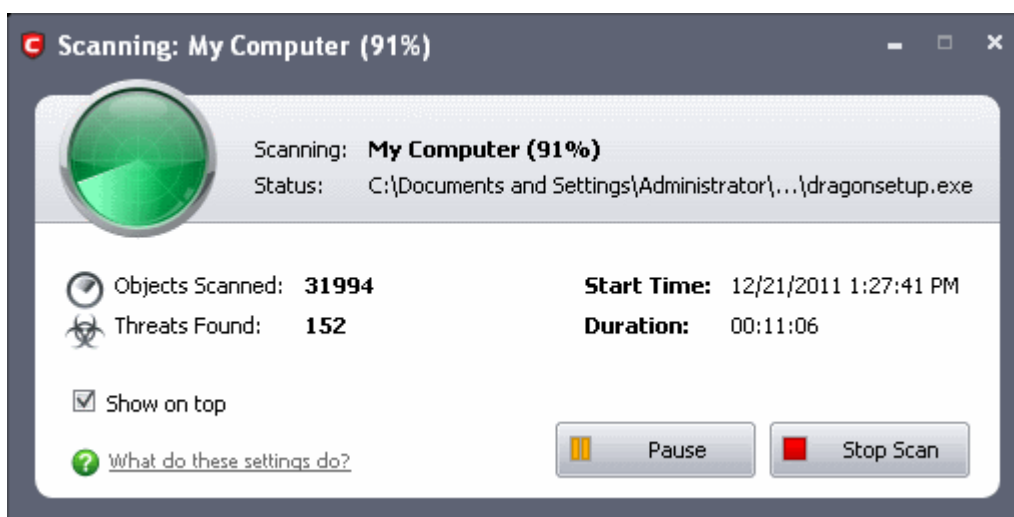 Scanning: My Computer (91%)
Scanning: My Computer (91%)
Status: C:\Documents and Settings\Administrator\...\dragonsetup.exe
Objects Scanned: 31994 Start Time: 12/21/2011 1:27:41 PM
Threats Found: 152 Duration: 00:11:06
Show on top
What do these settings do? Pause Stop Scan